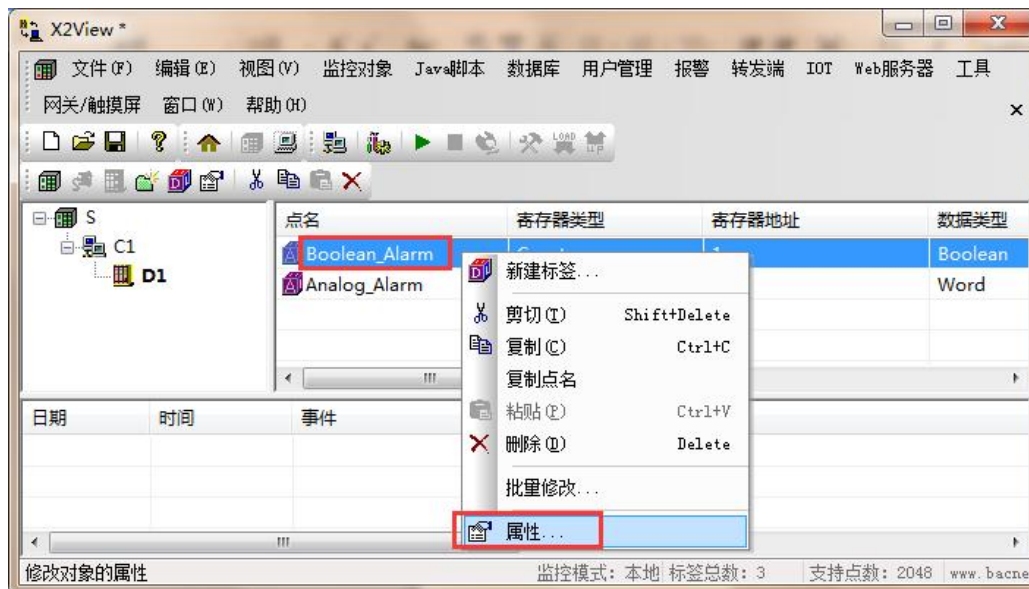 X2View *
文件(F) 编辑(E) 视图(V) 监控对象 Java脚本 数据库 用户管理 报警 转发端 IOT Web服务器 工具
网关/触摸屏 窗口(W) 帮助(H)
S
C1
D1
点名 寄存器类型 寄存器地址 数据类型
Boolean_Alarm Boolean
Analog_Alarm Word
新建标签...
剪切(T) Shift+Delete
复制(C) Ctrl+C
复制点名
粘贴(P) Ctrl+V
删除(D) Delete
批里修改...
属性...
日期 时间 事件
修改对象的属性 监控模式: 本地 标签总数: 3 支持点数: 2048 www.bacne